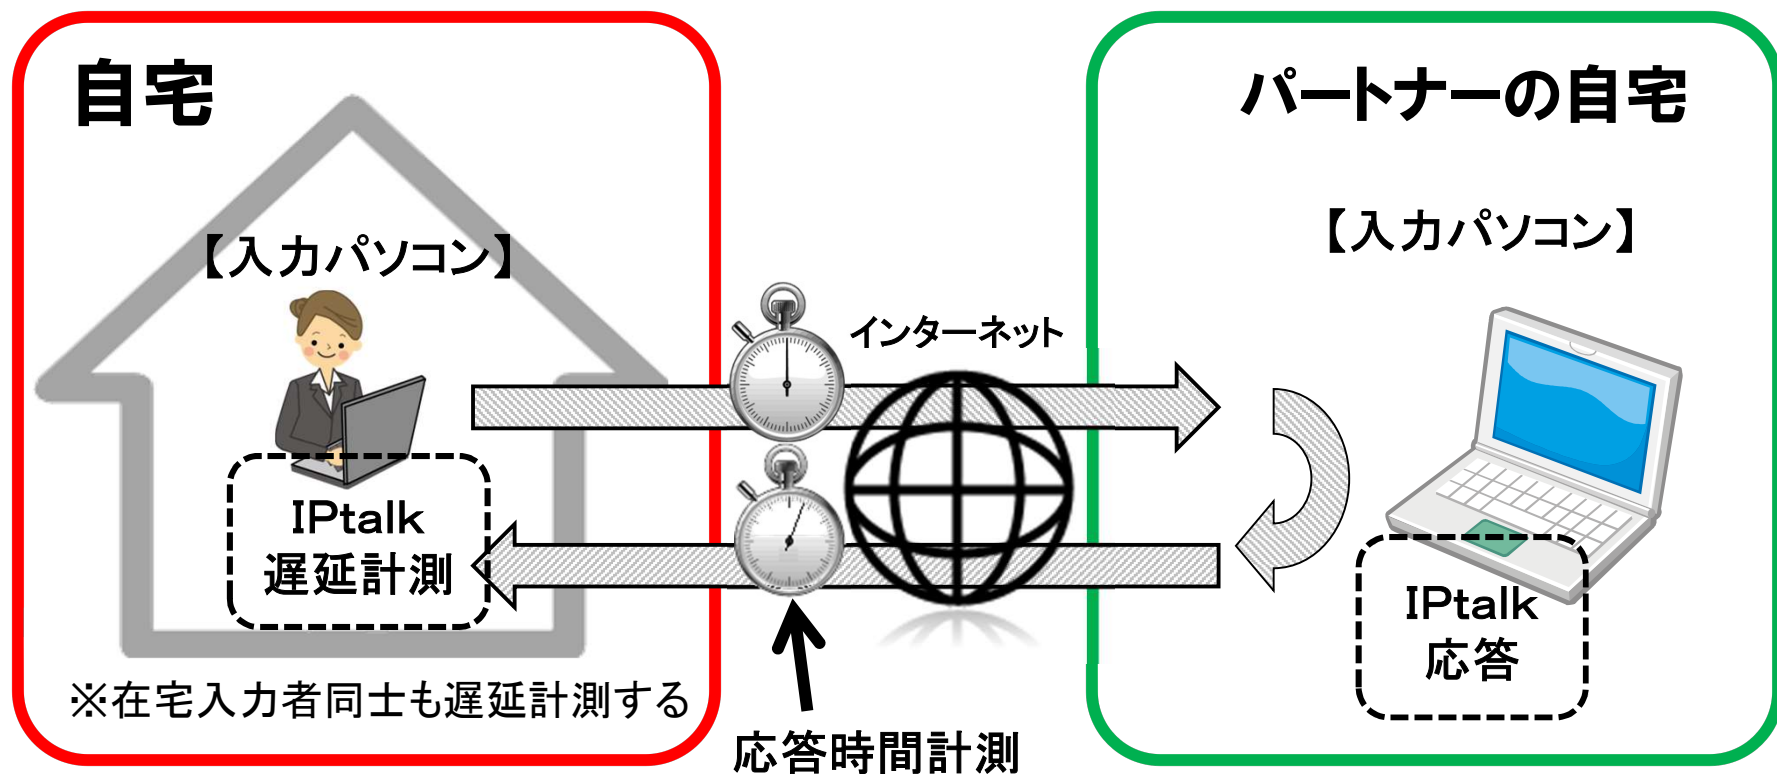 自宅
パートナーの自宅
【入力パソコン】
【入力パソコン】
インターネット
IPtalk
遅延計測
IPtalk
応答
※在宅入力者同士も遅延計測する
応答時間計測